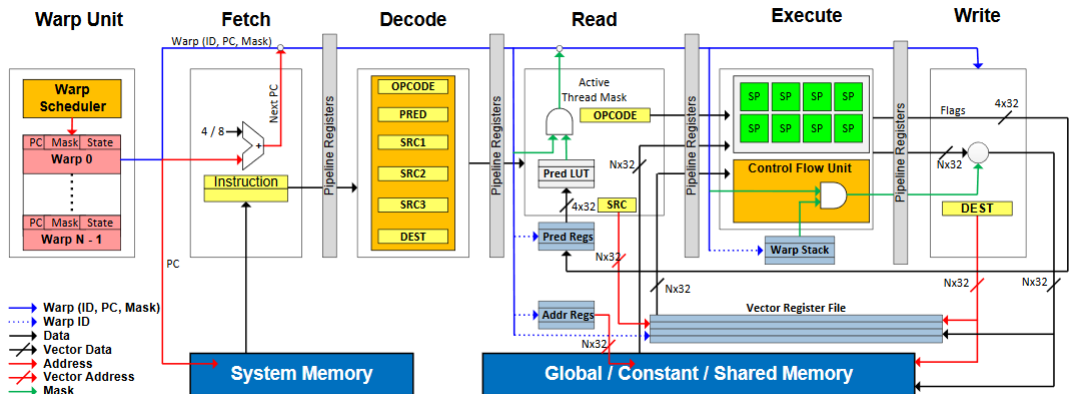 Warp Unit
Fetch
Decode
Read
Execute
Write
Warp (ID, PC, Mask)
Warp
Scheduler
PC Mask State
Warp 0
PC Mask State
Warp N - 1
4 / 8
+
Next PC
Instruction
PC
Pipeline Registers
OPCODE
PRED
SRC1
SRC2
SRC3
DEST
Pipeline Registers
Active
Thread Mask
OPCODE
Pred LUT
4x32
SRC
Pred Regs
Nx32
Addr Regs
Nx32
Nx32
Pipeline Registers
SP SP SP SP
SP SP SP SP
Control Flow Unit
Warp Stack
Vector Register File
Pipeline Registers
Flags
4x32
Nx32
DEST
Nx32
Nx32
Warp (ID, PC, Mask)
Warp ID
Data
Vector Data
Address
Vector Address
Mask
System Memory
Global / Constant / Shared Memory